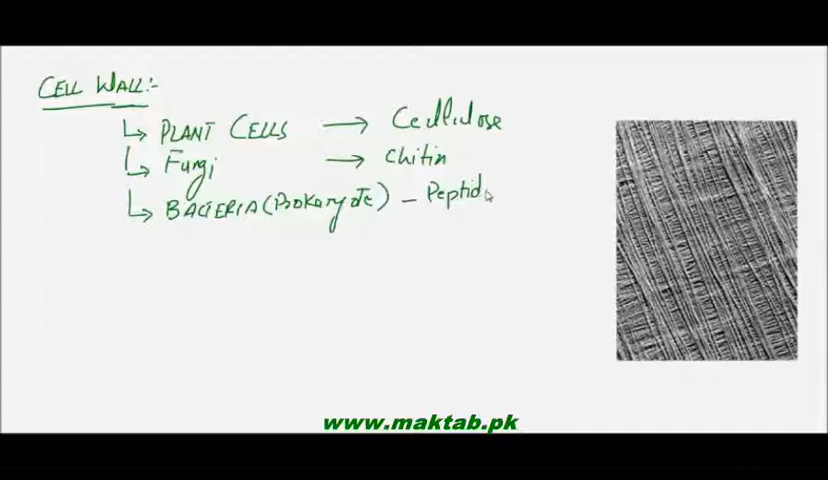 CELL WALL:-
↳ PLANT CELLS → Cellulose
↳ Fungi → chitin
↳ BACTERIA (Prokaryote) – Peptid
www.maktab.pk